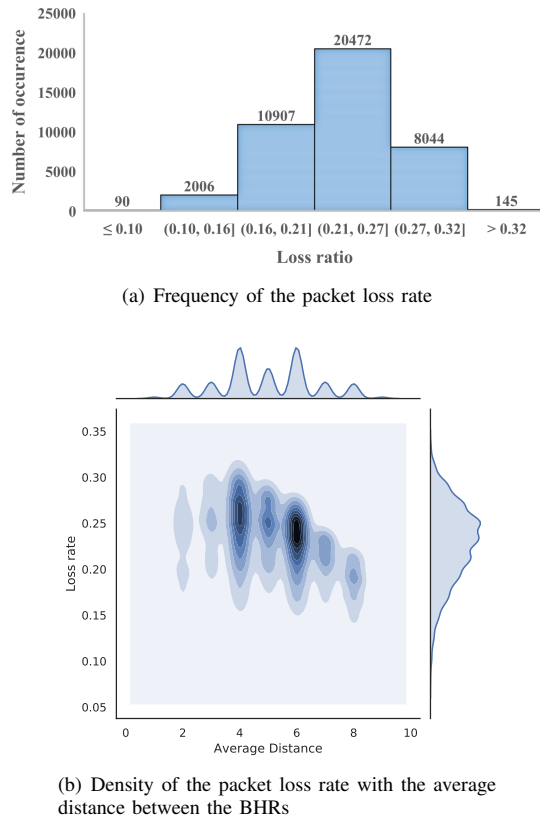 25000
20000
15000
10000
5000
0
Number of occurence
90
2006
10907
20472
8044
145
≤ 0.10 (0.10, 0.16] (0.16, 0.21] (0.21, 0.27] (0.27, 0.32] > 0.32
Loss ratio
(a) Frequency of the packet loss rate
0.35
0.30
0.25
0.20
0.15
0.10
0.05
Loss rate
0 2 4 6 8 10
Average Distance
(b) Density of the packet loss rate with the average
distance between the BHRs